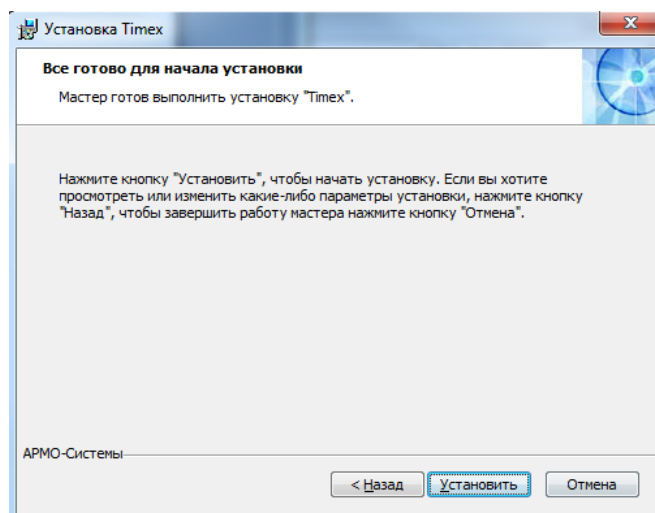 Установка Timex
Все готово для начала установки
Мастер готов выполнить установку "Timex".
Нажмите кнопку "Установить", чтобы начать установку. Если вы хотите
просмотреть или изменить какие-либо параметры установки, нажмите кнопку
"Назад", чтобы завершить работу мастера нажмите кнопку "Отмена".
АРМО-Системы
< Назад Установить Отмена